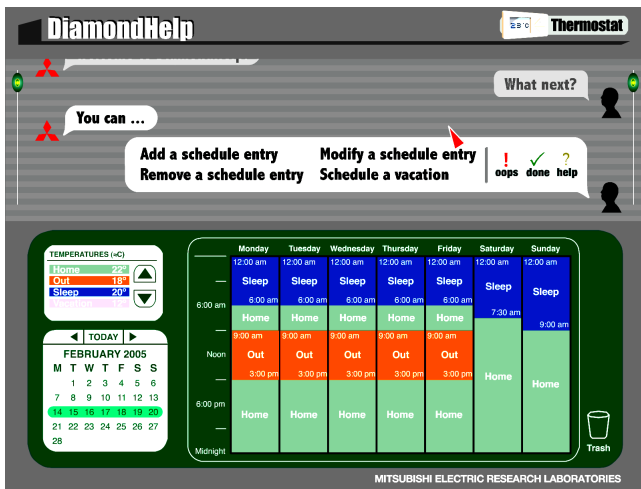 DiamondHelp
Thermostat
What next?
You can ...
Add a schedule entry
Modify a schedule entry
Remove a schedule entry
Schedule a vacation
!
oops
✓
done
?
help
TEMPERATURES (°C)
Home 22°
Out 18°
Sleep 20°
TODAY
FEBRUARY 2005
M T W T F S S
1 2 3 4 5 6
7 8 9 10 11 12 13
14 15 16 17 18 19 20
21 22 23 24 25 26 27
28
Monday Tuesday Wednesday Thursday Friday Saturday Sunday
12:00 am 12:00 am 12:00 am 12:00 am 12:00 am 12:00 am 12:00 am
Sleep Sleep Sleep Sleep Sleep Sleep Sleep
6:00 am 6:00 am 6:00 am 6:00 am 6:00 am 7:30 am 9:00 am
6:00 am
Home Home Home Home Home
9:00 am 9:00 am 9:00 am 9:00 am 9:00 am
Noon
Out Out Out Out Out
3:00 pm 3:00 pm 3:00 pm 3:00 pm 3:00 pm
Home Home
6:00 pm
Home Home Home Home Home
Midnight
Trash
MITSUBISHI ELECTRIC RESEARCH LABORATORIES